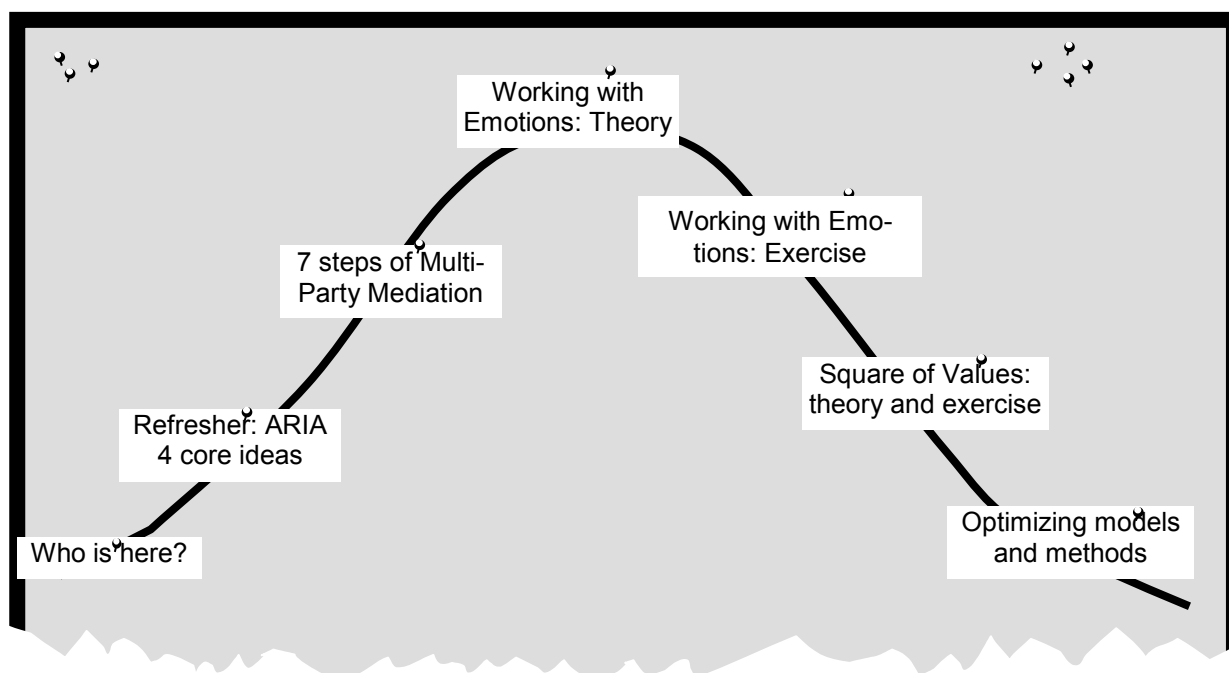 Who is here?
Refresher: ARIA
4 core ideas
7 steps of Multi-
Party Mediation
Working with
Emotions: Theory
Working with Emo-
tions: Exercise
Square of Values:
theory and exercise
Optimizing models
and methods